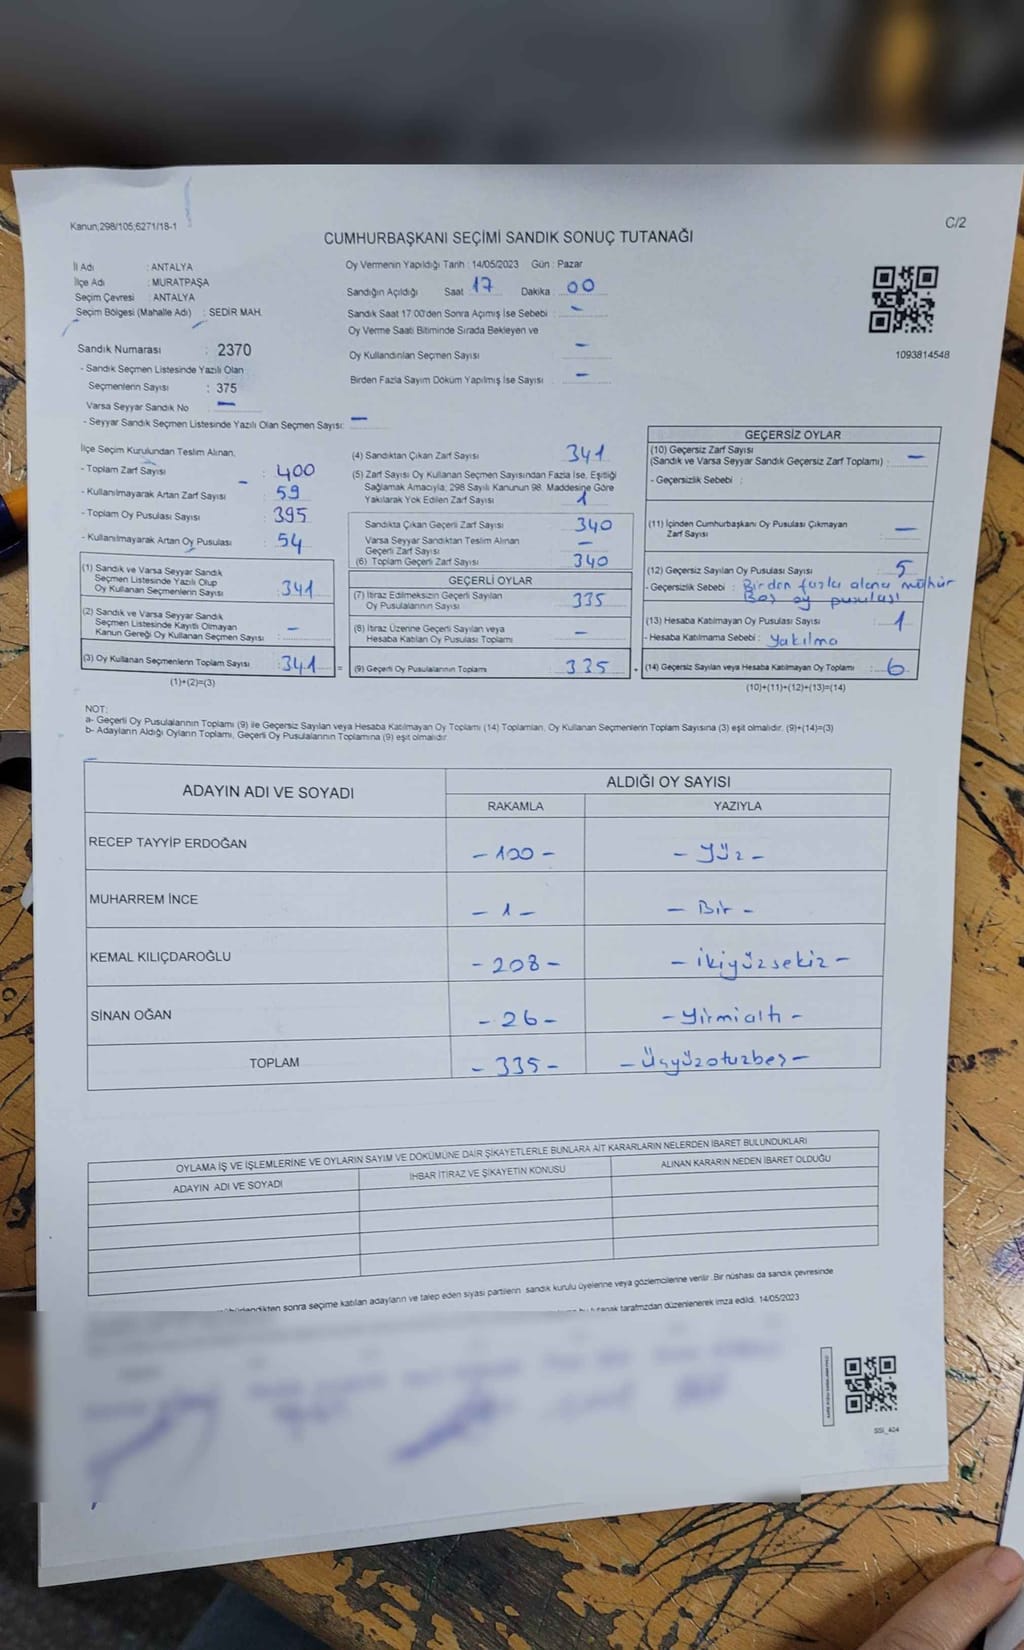 Kanun;298/105;6271/18-1
C/2
CUMHURBAŞKANI SEÇİMİ SANDIK SONUÇ TUTANAĞI
İl Adı : ANTALYA
İlçe Adı : MURATPAŞA
Seçim Çevresi : ANTALYA
Seçim Bölgesi (Mahalle Adı) : SEDİR MAH.
Sandık Numarası : 2370
- Sandık Seçmen Listesinde Yazılı Olan
Seçmenlerin Sayısı : 375
Varsa Seyyar Sandık No —
- Seyyar Sandık Seçmen Listesinde Yazılı Olan Seçmen Sayısı: —
Oy Vermenin Yapıldığı Tarih : 14/05/2023 Gün : Pazar
Sandığın Açıldığı Saat 17 Dakika 00
Sandık Saat 17:00'den Sonra Açımış İse Sebebi : —
Oy Verme Saati Bitiminde Sırada Bekleyen ve
Oy Kullandırılan Seçmen Sayısı —
Birden Fazla Sayım Döküm Yapılmış İse Sayısı : —
1093814548
İlçe Seçim Kurulundan Teslim Alınan,
- Toplam Zarf Sayısı : 400
- Kullanılmayarak Artan Zarf Sayısı : 59
- Toplam Oy Pusulası Sayısı : 395
- Kullanılmayarak Artan Oy Pusulası : 54
(1) Sandık ve Varsa Seyyar Sandık
Seçmen Listesinde Yazılı Olup
Oy Kullanan Seçmenlerin Sayısı : 341
(2) Sandık ve Varsa Seyyar Sandık
Seçmen Listesinde Kayıtlı Olmayan
Kanun Gereği Oy Kullanan Seçmen Sayısı : —
(3) Oy Kullanan Seçmenlerin Toplam Sayısı : 341 =
(1)+(2)=(3)
(4) Sandıktan Çıkan Zarf Sayısı 341
(5) Zarf Sayısı Oy Kullanan Seçmen Sayısından Fazla İse, Eşitliği
Sağlamak Amacıyla, 298 Sayılı Kanunun 98. Maddesine Göre
Yakılarak Yok Edilen Zarf Sayısı 1
Sandıkta Çıkan Geçerli Zarf Sayısı 340
Varsa Seyyar Sandıktan Teslim Alınan
Geçerli Zarf Sayısı —
(6) Toplam Geçerli Zarf Sayısı 340
GEÇERLİ OYLAR
(7) İtiraz Edilmeksizin Geçerli Sayılan
Oy Pusulalarının Sayısı 335
(8) İtiraz Üzerine Geçerli Sayılan veya
Hesaba Katılan Oy Pusulası Toplamı —
(9) Geçerli Oy Pusulalarının Toplamı 335 +
GEÇERSİZ OYLAR
(10) Geçersiz Zarf Sayısı
(Sandık ve Varsa Seyyar Sandık Geçersiz Zarf Toplamı) : —
- Geçersizlik Sebebi :
(11) İçinden Cumhurbaşkanı Oy Pusulası Çıkmayan
Zarf Sayısı —
(12) Geçersiz Sayılan Oy Pusulası Sayısı 5
- Geçersizlik Sebebi : Birden fazla alana mühür
Boş oy pusulası
(13) Hesaba Katılmayan Oy Pusulası Sayısı 1
- Hesaba Katılmama Sebebi : Yakılma
(14) Geçersiz Sayılan veya Hesaba Katılmayan Oy Toplamı : 6
(10)+(11)+(12)+(13)=(14)
NOT:
a- Geçerli Oy Pusulalarının Toplamı (9) ile Geçersiz Sayılan veya Hesaba Katılmayan Oy Toplamı (14) Toplamları, Oy Kullanan Seçmenlerin Toplam Sayısına (3) eşit olmalıdır. (9)+(14)=(3)
b- Adayların Aldığı Oyların Toplamı, Geçerli Oy Pusulalarının Toplamına (9) eşit olmalıdır.
ADAYIN ADI VE SOYADI ALDIĞI OY SAYISI
RAKAMLA YAZIYLA
RECEP TAYYİP ERDOĞAN - 100 - - Yüz -
MUHARREM İNCE - 1 - - Bir -
KEMAL KILIÇDAROĞLU - 208 - - İkiyüzsekiz -
SİNAN OĞAN - 26 - - Yirmialtı -
TOPLAM - 335 - - Üçyüzotuzbeş -
OYLAMA İŞ VE İŞLEMLERİNE VE OYLARIN SAYIM VE DÖKÜMÜNE DAİR ŞİKAYETLERLE BUNLARA AİT KARARLARIN NELERDEN İBARET BULUNDUKLARI
ADAYIN ADI VE SOYADI İHBAR İTİRAZ VE ŞİKAYETİN KONUSU ALINAN KARARIN NEDEN İBARET OLDUĞU
sonra seçime katılan adayların ve talep eden siyasi partilerin sandık kurulu üyelerine veya gözlemcilerine verilir. Bir nüshası da sandık çevresinde
tutanak tarafımızdan düzenlenerek imza edildi. 14/05/2023
SSI_404